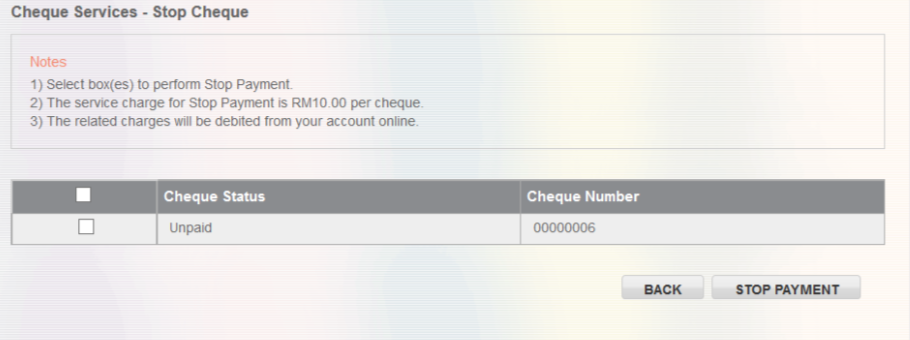 Cheque Services - Stop Cheque
Notes
1) Select box(es) to perform Stop Payment.
2) The service charge for Stop Payment is RM10.00 per cheque.
3) The related charges will be debited from your account online.
Cheque Status Cheque Number
Unpaid 00000006
BACK STOP PAYMENT